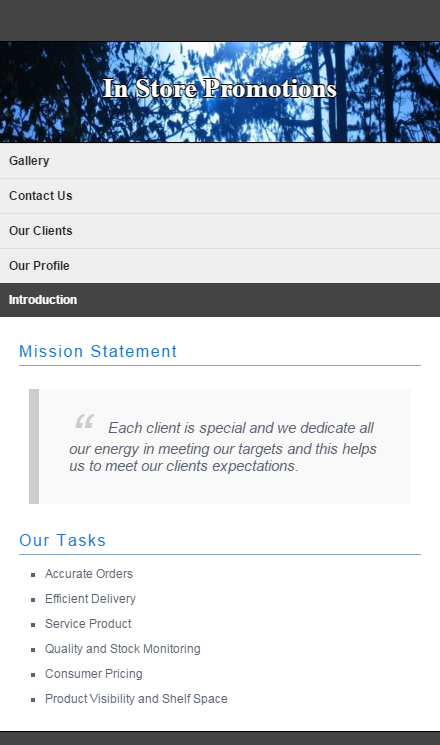 In Store Promotions
Gallery
Contact Us
Our Clients
Our Profile
Introduction
Mission Statement
“ Each client is special and we dedicate all
our energy in meeting our targets and this helps
us to meet our clients expectations.
Our Tasks
Accurate Orders
Efficient Delivery
Service Product
Quality and Stock Monitoring
Consumer Pricing
Product Visibility and Shelf Space